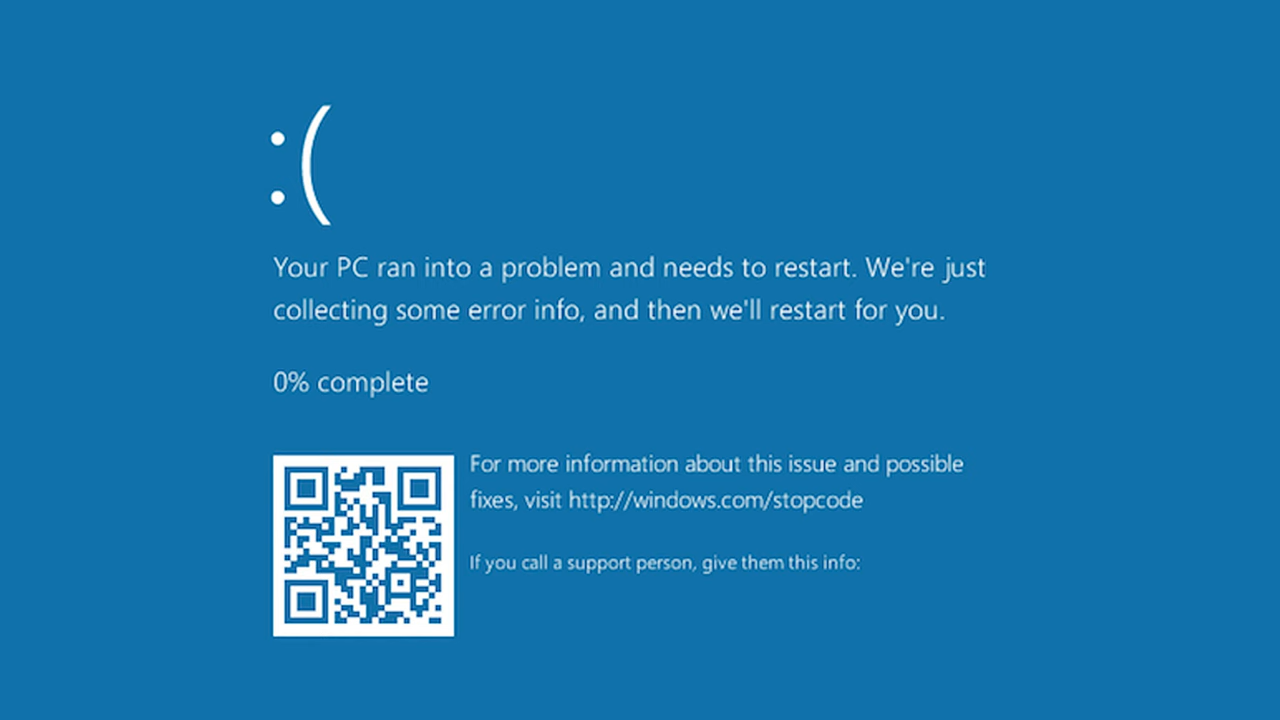 :(
Your PC ran into a problem and needs to restart. We're just
collecting some error info, and then we'll restart for you.
0% complete
For more information about this issue and possible
fixes, visit http://windows.com/stopcode
If you call a support person, give them this info: